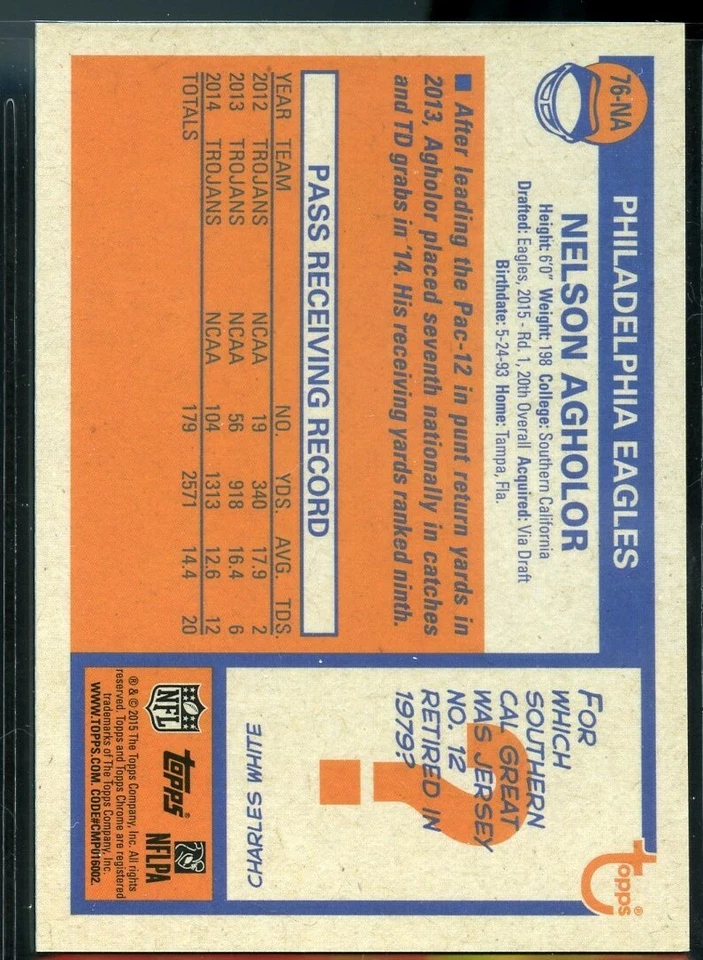 76-NA
PHILADELPHIA EAGLES
NELSON AGHOLOR
Height: 6'0" Weight: 198 College: Southern California
Drafted: Eagles, 2015 - Rd. 1, 20th Overall Acquired: Via Draft
Birthdate: 5-24-93 Home: Tampa, Fla.
After leading the Pac-12 in punt return yards in
2013, Agholor placed seventh nationally in catches
and TD grabs in '14. His receiving yards ranked ninth.
PASS RECEIVING RECORD
YEAR TEAM NO. YDS. AVG. TDS
2012 TROJANS NCAA 19 340 17.9 2
2013 TROJANS NCAA 56 918 16.4 6
2014 TROJANS NCAA 104 1313 12.6 12
TOTALS 179 2571 14.4 20
Topps®
FOR
WHICH
SOUTHERN
CAL GREAT
WAS JERSEY
NO. 12
RETIRED IN
1979?
?
CHARLES WHITE
NFL
Topps®
NFLPA
® & © 2015 The Topps Company, Inc. All rights
reserved. Topps and Topps Chrome are registered
trademarks of The Topps Company, Inc.
WWW.TOPPS.COM. CODE#CMP016002.